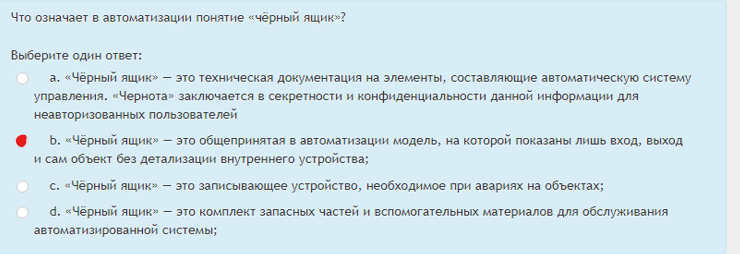 Что означает в автоматизации понятие «чёрный ящик»?
Выберите один ответ:
a. «Чёрный ящик» — это техническая документация на элементы, составляющие автоматическую систему
управления. «Чернота» заключается в секретности и конфиденциальности данной информации для
неавторизованных пользователей
b. «Чёрный ящик» — это общепринятая в автоматизации модель, на которой показаны лишь вход, выход
и сам объект без детализации внутреннего устройства;
c. «Чёрный ящик» — это записывающее устройство, необходимое при авариях на объектах;
d. «Чёрный ящик» — это комплект запасных частей и вспомогательных материалов для обслуживания
автоматизированной системы;